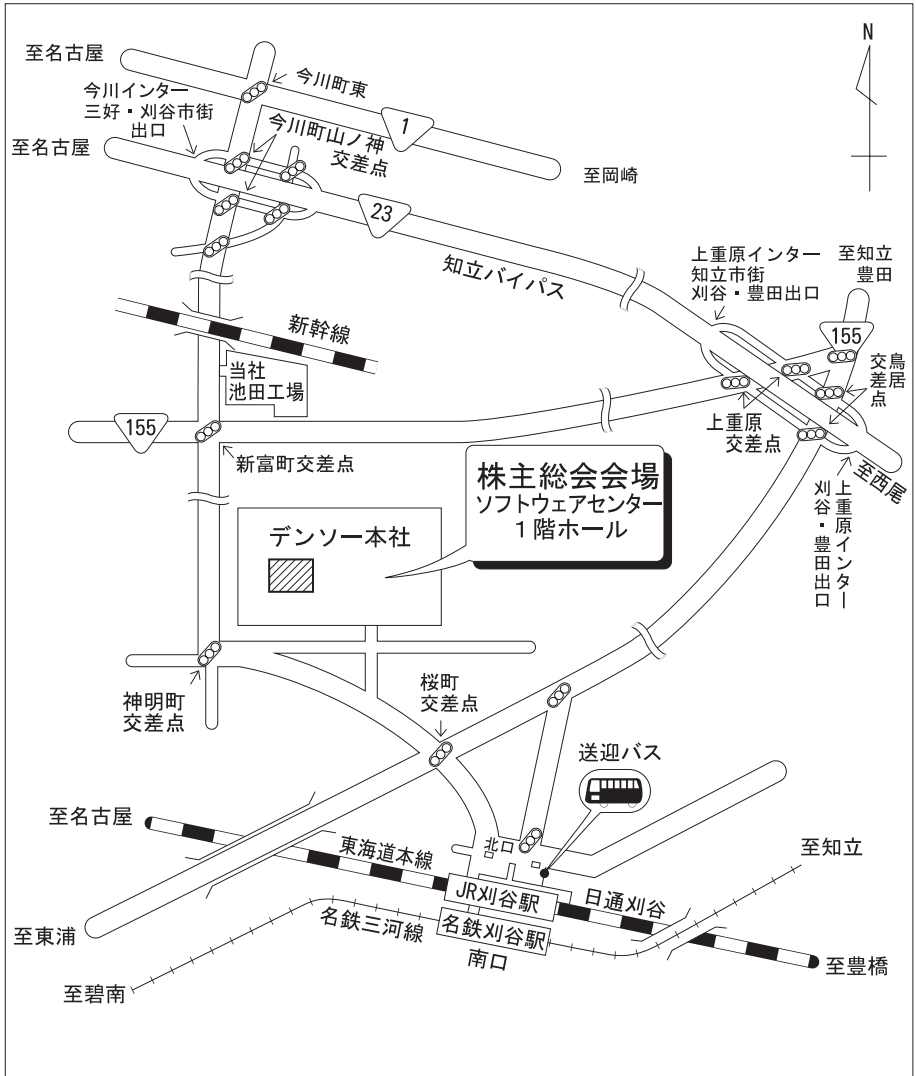 N
至名古屋
今川町東
今川インター
三好・刈谷市街
出口
1
至名古屋
今川町山ノ神
交差点
至岡崎
23
知立バイパス
上重原インター
知立市街
刈谷・豊田出口
至知立
豊田
155
新幹線
当社
池田工場
鳥居
交差点
上重原
交差点
155
新富町交差点
株主総会会場
ソフトウェアセンター
1階ホール
至西尾
上重原インター
刈谷・豊田出口
デンソー本社
神明町
交差点
桜町
交差点
送迎バス
至名古屋
東海道本線
北口
至知立
JR刈谷駅
日通刈谷
名鉄三河線
名鉄刈谷駅
南口
至東浦
至碧南
至豊橋